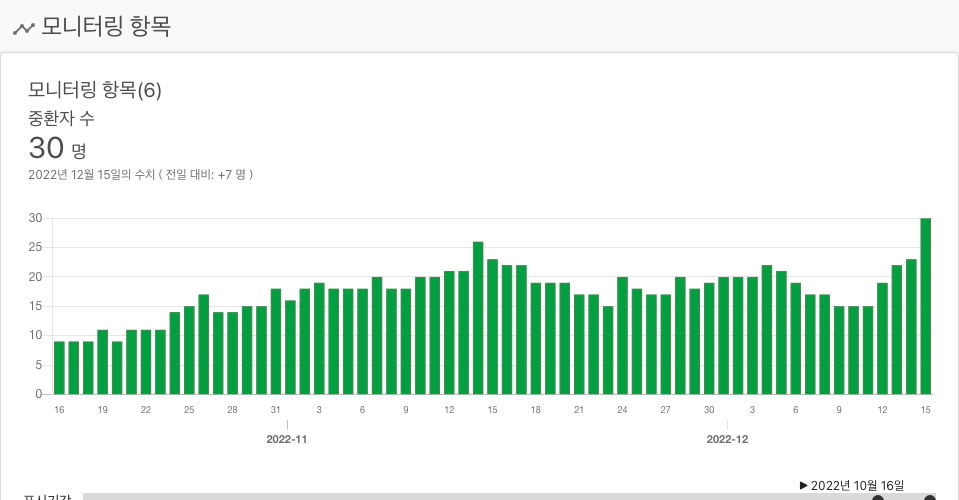 모니터링 항목
모니터링 항목(6)
중환자 수
30 명
2022년 12월 15일의 수치 ( 전일 대비: +7 명 )
30
25
20
15
10
5
0
16 19 22 25 28 31 3 6 9 12 15 18 21 24 27 30 3 6 9 12 15
2022-11 2022-12
▶ 2022년 10월 16일
표시기간